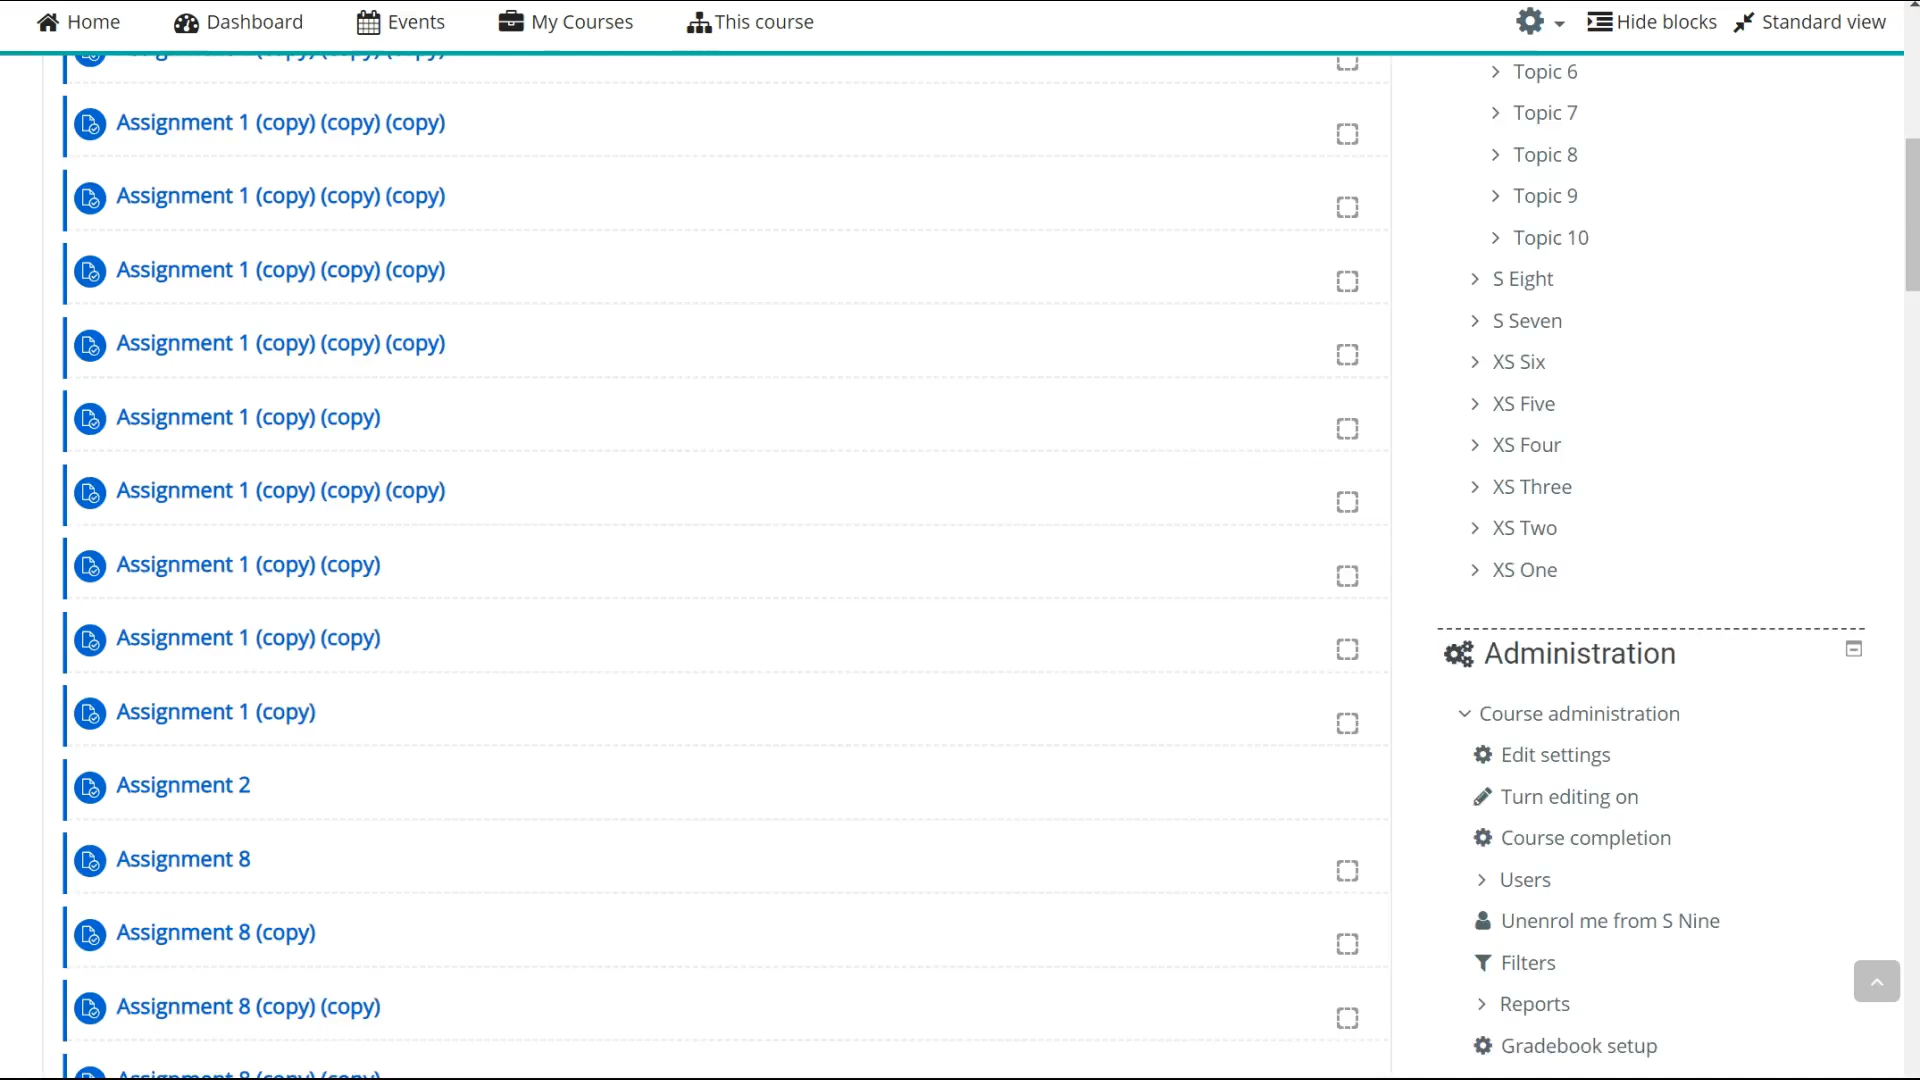 Home Dashboard Events My Courses This course Hide blocks Standard view
Assignment 1 (copy) (copy) (copy)
Assignment 1 (copy) (copy) (copy)
Assignment 1 (copy) (copy) (copy)
Assignment 1 (copy) (copy) (copy)
Assignment 1 (copy) (copy)
Assignment 1 (copy) (copy) (copy)
Assignment 1 (copy) (copy)
Assignment 1 (copy) (copy)
Assignment 1 (copy)
Assignment 2
Assignment 8
Assignment 8 (copy)
Assignment 8 (copy) (copy)
Assignment 8 (copy) (copy)
Topic 6
Topic 7
Topic 8
Topic 9
Topic 10
S Eight
S Seven
XS Six
XS Five
XS Four
XS Three
XS Two
XS One
Administration
Course administration
Edit settings
Turn editing on
Course completion
Users
Unenrol me from S Nine
Filters
Reports
Gradebook setup